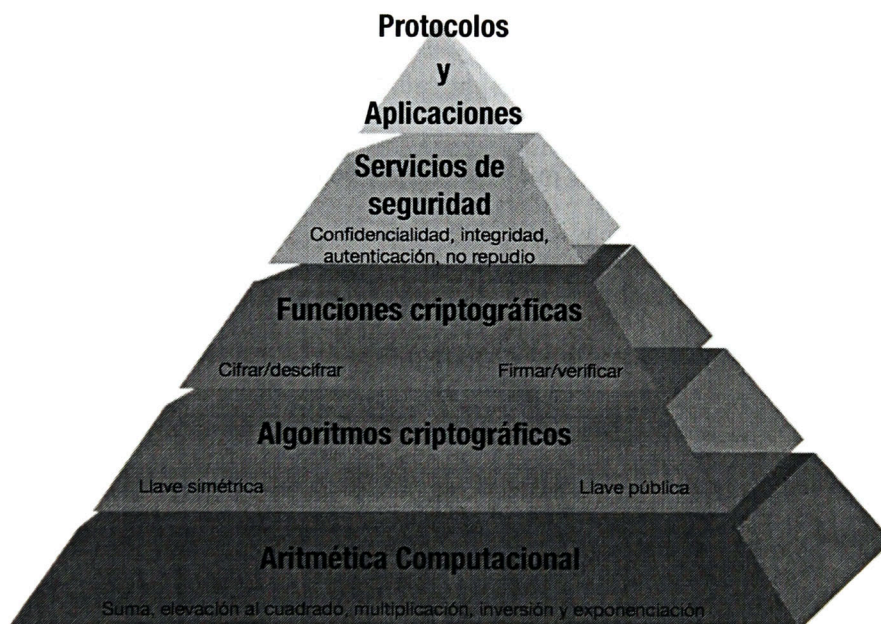 Protocolos
y
Aplicaciones
Servicios de
seguridad
Confidencialidad, integridad,
autenticación, no repudio
Funciones criptográficas
Cifrar/descifrar Firmar/verificar
Algoritmos criptográficos
Llave simétrica Llave pública
Aritmética Computacional
Suma, elevación al cuadrado, multiplicación, inversión y exponenciación